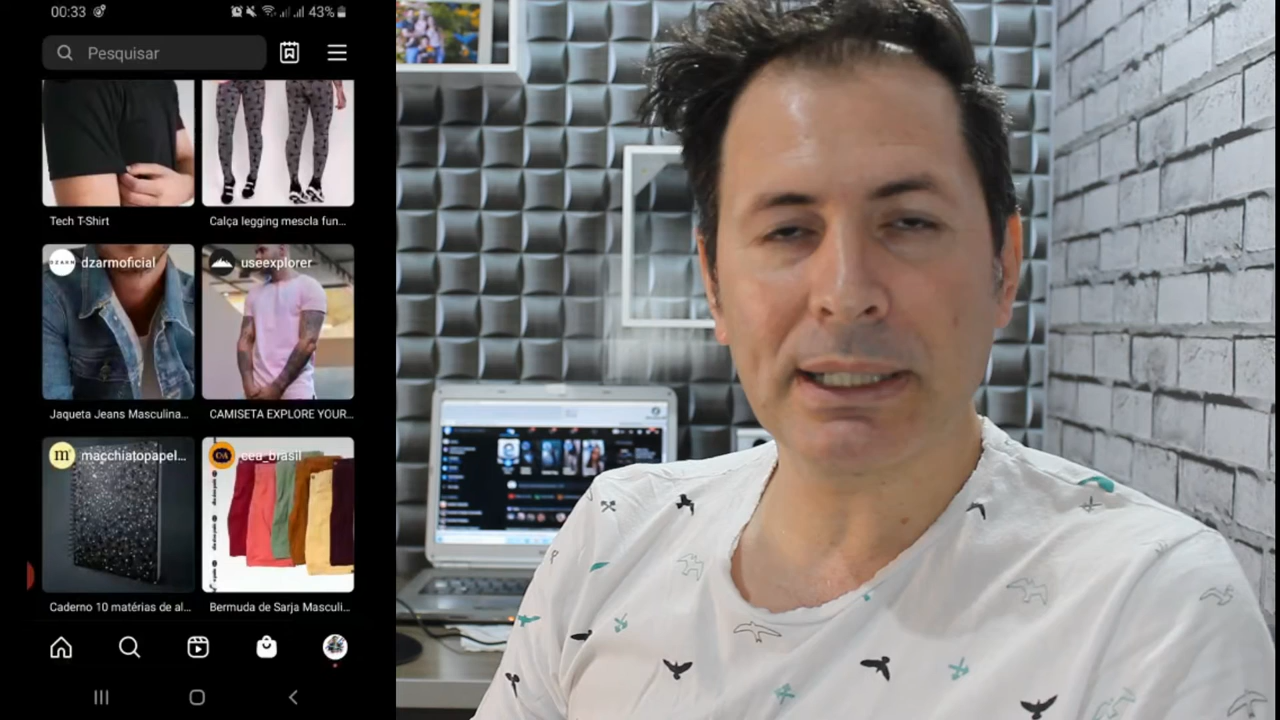 00:33 43%
Pesquisar
Tech T-Shirt
Calça legging mescla fun...
dzarmoficial
useexplorer
Jaqueta Jeans Masculina...
CAMISETA EXPLORE YOUR...
m macchiatopapel...
cea_brasil
Caderno 10 matérias de al...
Bermuda de Sarja Masculi...